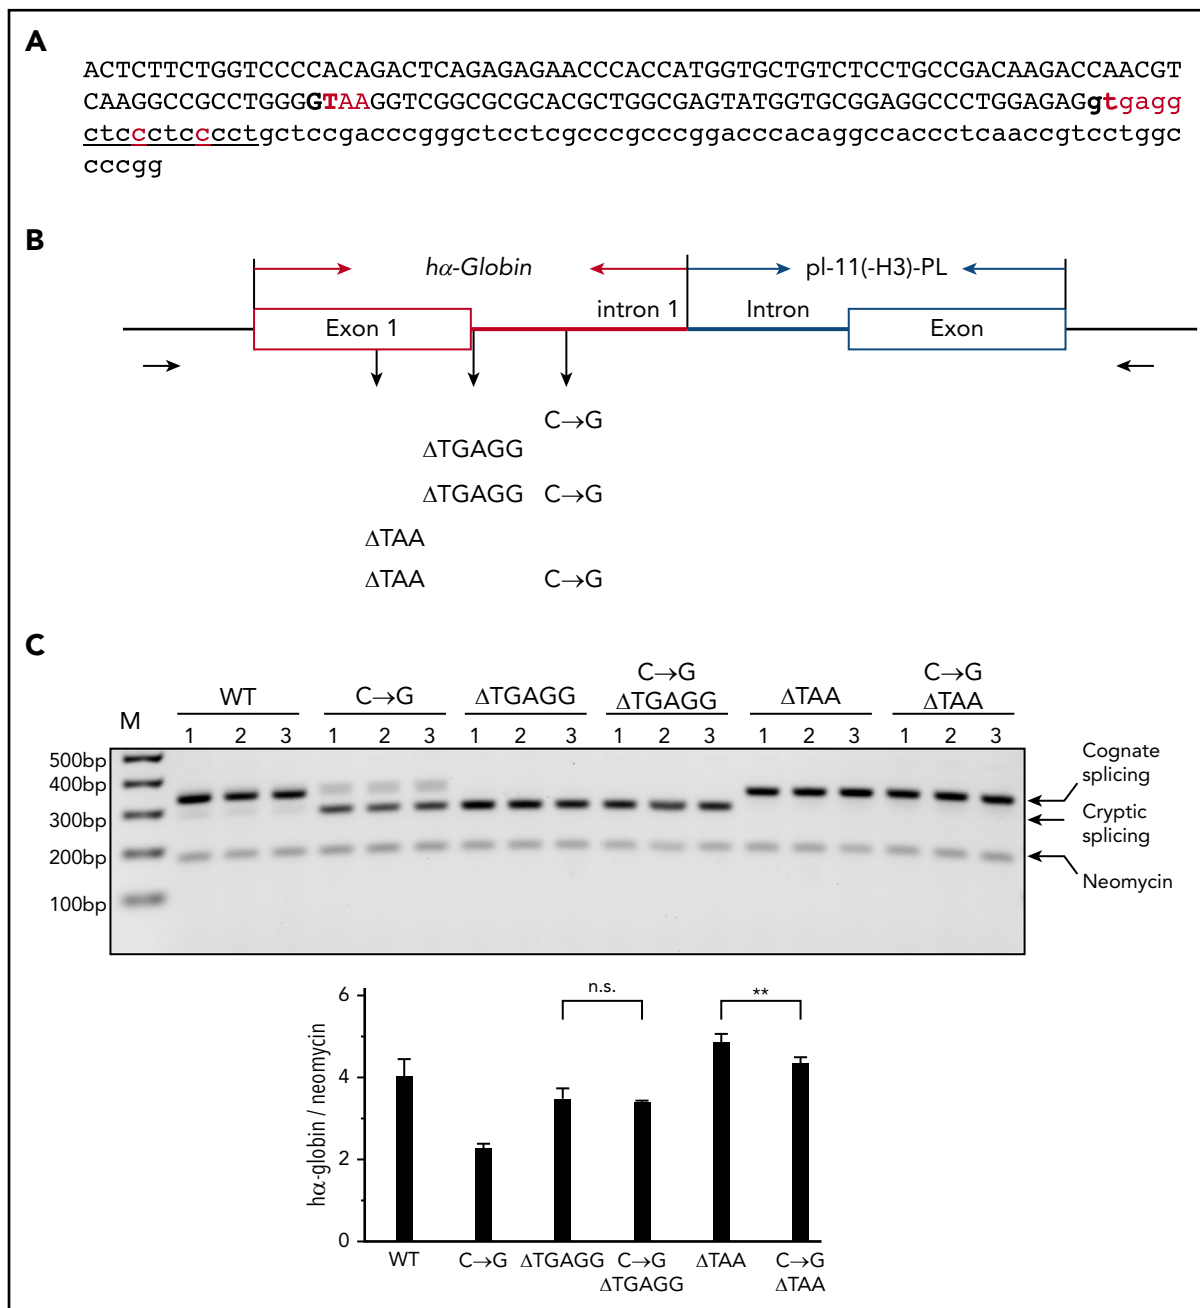 A
ACTCTTCTGGTCCCCACAGACTCAGAGAGAACCCACCATGGTGCTGTCTCCTGCCGACAAGACCAACGT
CAAGGCCGCCTGGGGTAAGGTCGGCGCGCACGCTGGCGAGTATGGTGCGGAGGCCCTGGAGAGgtgagg
ctccctcccctgctccgacccgggctcctcgcccgcccggacccacaggccaccctcaaccgtcctggc
cccgg
B
hα-Globin
pl-11(-H3)-PL
Exon 1
intron 1
Intron
Exon
C→G
ΔTGAGG
ΔTGAGG C→G
ΔTAA
ΔTAA C→G
C
M
WT
C→G
ΔTGAGG
C→G
ΔTGAGG
ΔTAA
C→G
ΔTAA
1 2 3 1 2 3 1 2 3 1 2 3 1 2 3 1 2 3
500bp
400bp
300bp
200bp
100bp
Cognate
splicing
Cryptic
splicing
Neomycin
hα-globin / neomycin
6
4
2
0
n.s.
**
WT
C→G
ΔTGAGG
C→G
ΔTGAGG
ΔTAA
C→G
ΔTAA